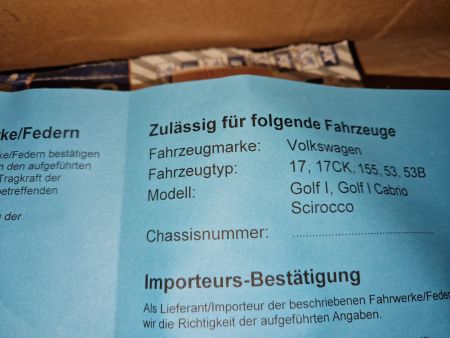 ke/Federn
ke/Federn bestätigen
n den aufgeführten
Tragkraft der
betreffenden
der
Zulässig für folgende Fahrzeuge
Fahrzeugmarke: Volkswagen
Fahrzeugtyp: 17, 17CK, 155, 53, 53B
Modell: Golf I, Golf I Cabrio
Scirocco
Chassisnummer: ........................................
Importeurs-Bestätigung
Als Lieferant/Importeur der beschriebenen Fahrwerke/Feder
wir die Richtigkeit der aufgeführten Angaben.